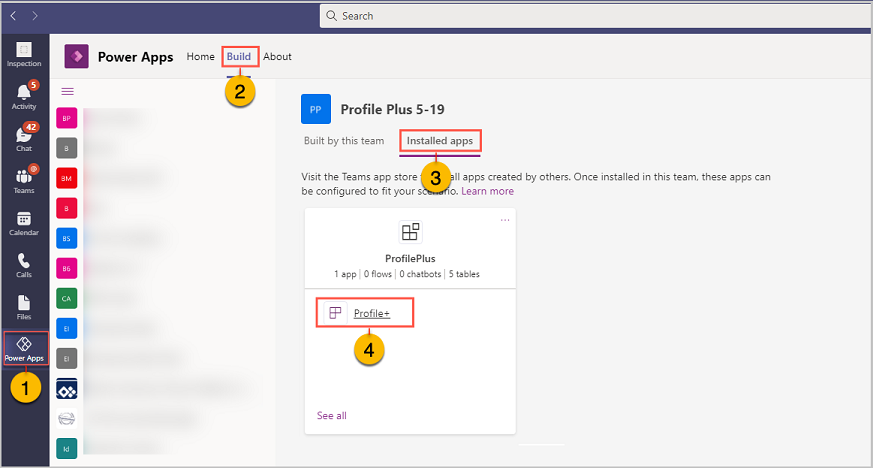 Search
Inspection
5
Activity
42
Chat
@
Teams
Calendar
Calls
Files
Power Apps
1
Power Apps
Home
Build
About
2
BP
B
BM
B
BS
B6
CA
EI
EI
Id
PP
Profile Plus 5-19
Built by this team
Installed apps
3
Visit the Teams app store all apps created by others. Once installed in this team, these apps can
be configured to fit your scenario. Learn more
...
ProfilePlus
1 app | 0 flows | 0 chatbots | 5 tables
Profile+
4
See all